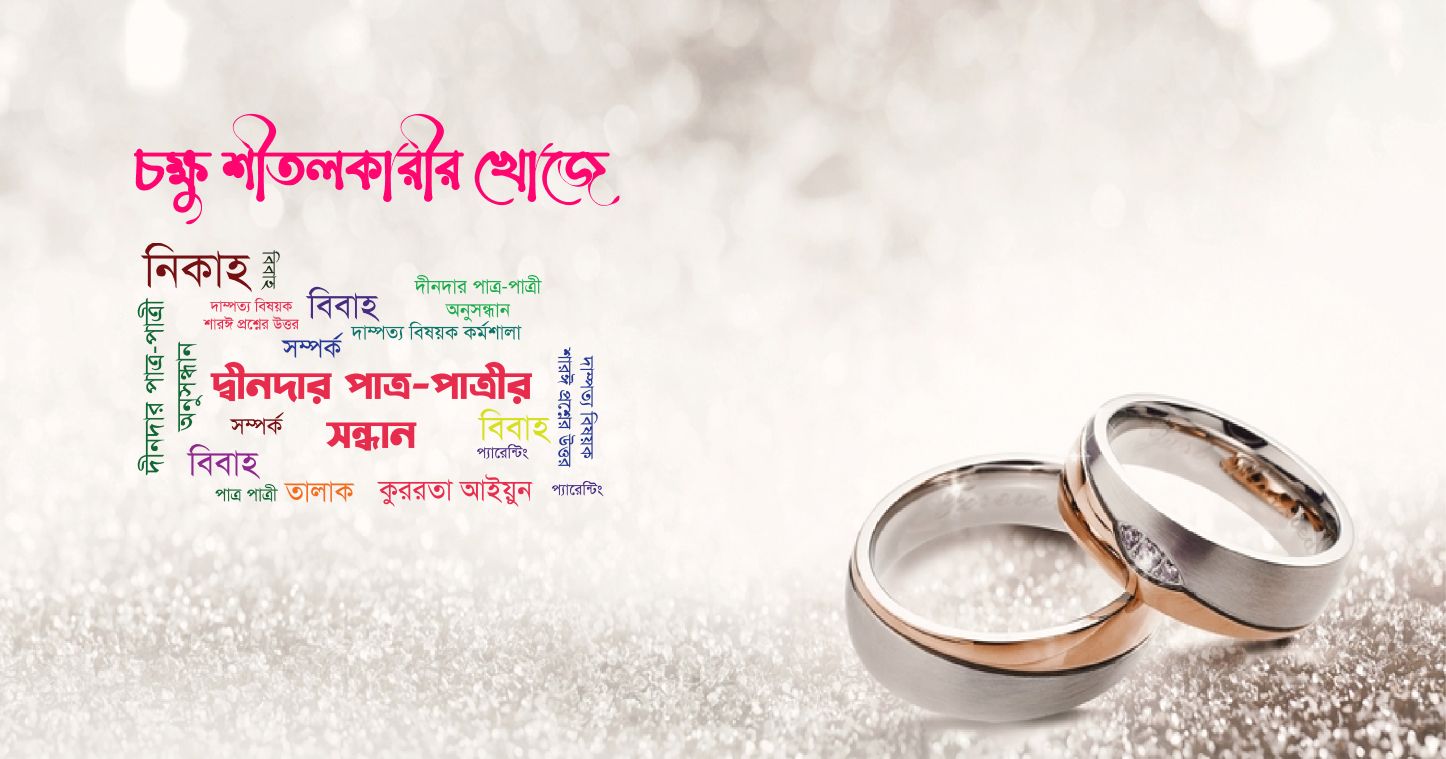 চক্ষু শীতলকারীর খোজে
নিকাহ
বিবাহ
দীনদার পাত্র-পাত্রী
অনুসন্ধান
দাম্পত্য বিষয়ক
শারঈ প্রশ্নের উত্তর
বিবাহ
দীনদার পাত্র-পাত্রী
অনুসন্ধান
দাম্পত্য বিষয়ক কর্মশালা
সম্পর্ক
দ্বীনদার পাত্র-পাত্রীর
সন্ধান
সম্পর্ক
বিবাহ
প্যারেন্টিং
দাম্পত্য বিষয়ক
শারঈ প্রশ্নের উত্তর
বিবাহ
পাত্র পাত্রী
তালাক
কুররতা আইয়ুন
প্যারেন্টিং